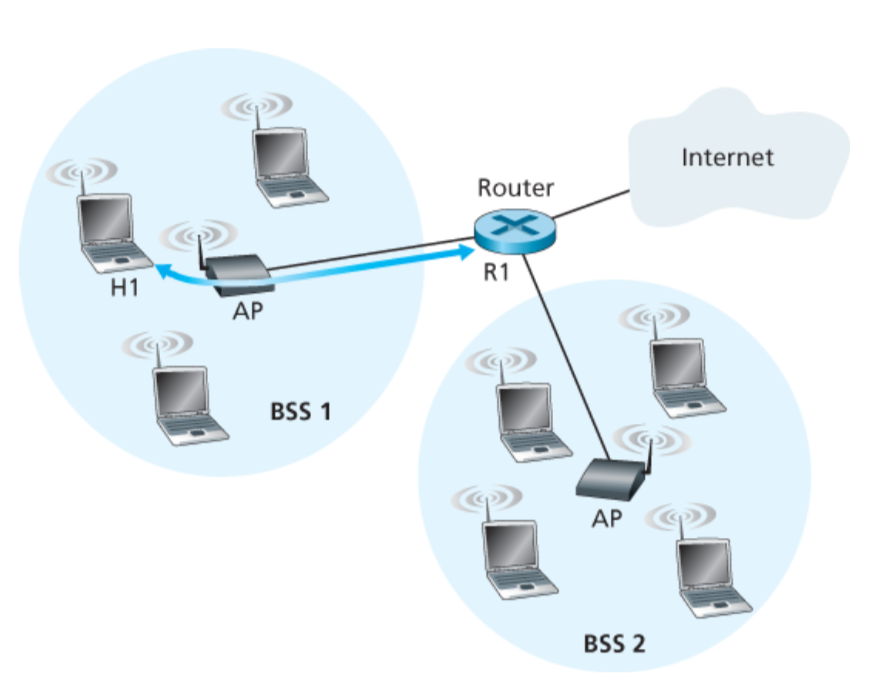 Internet
Router
R1
H1
AP
BSS 1
AP
BSS 2